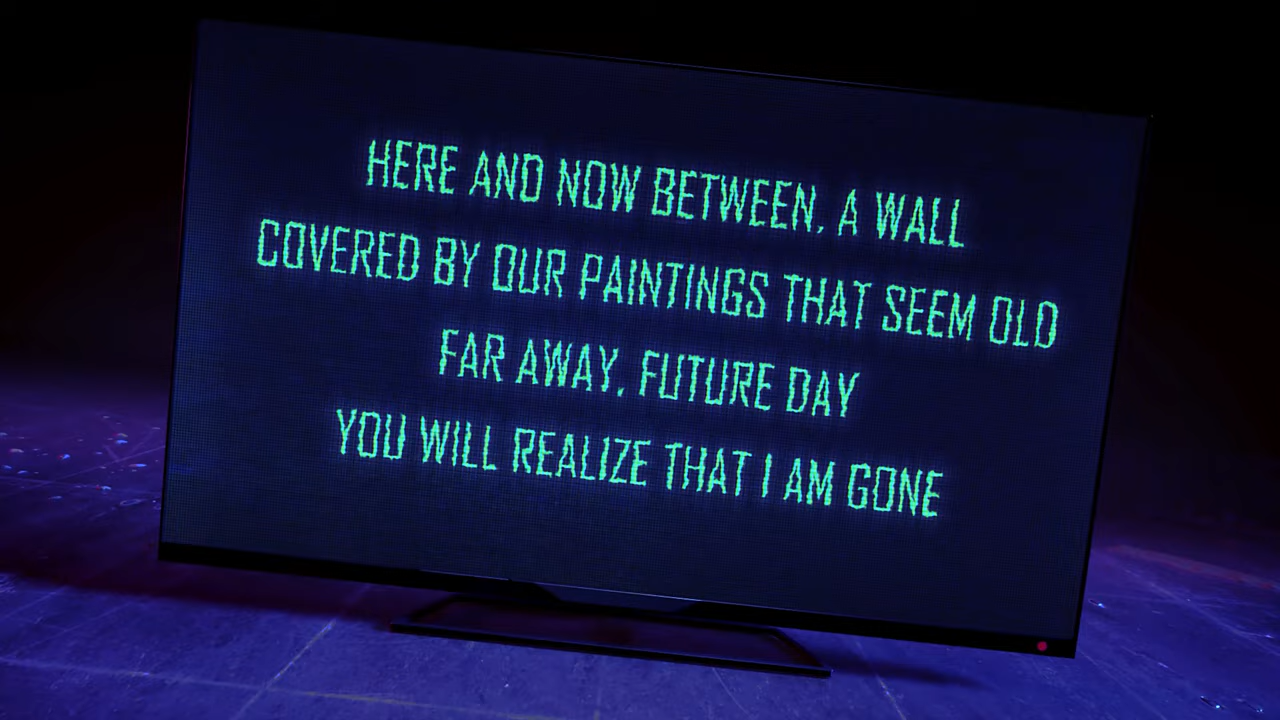 HERE AND NOW BETWEEN, A WALL
COVERED BY OUR PAINTINGS THAT SEEM OLD
FAR AWAY, FUTURE DAY
YOU WILL REALIZE THAT I AM GONE